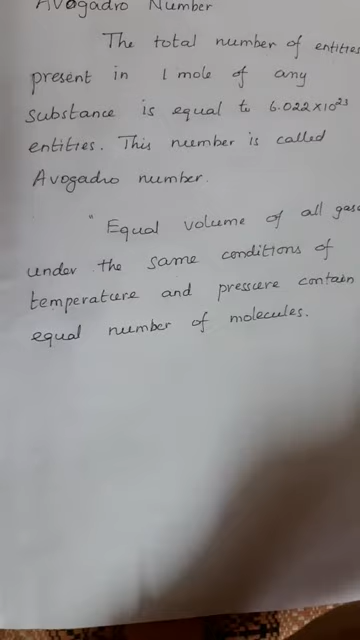 Avogadro Number
The total number of entities
present in 1 mole of any
substance is equal to 6.022×10²³
entities. This number is called
Avogadro number.
" Equal volume of all gases
under the same conditions of
temperature and pressure contain
equal number of molecules.